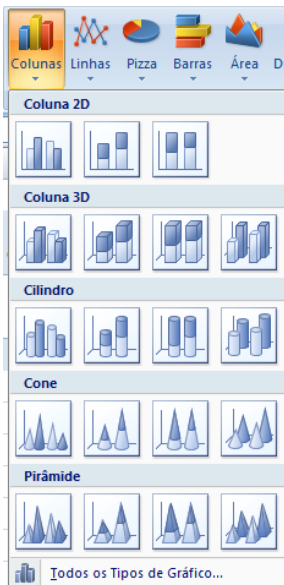 Colunas Linhas Pizza Barras Área D
Coluna 2D
Coluna 3D
Cilindro
Cone
Pirâmide
Todos os Tipos de Gráfico...